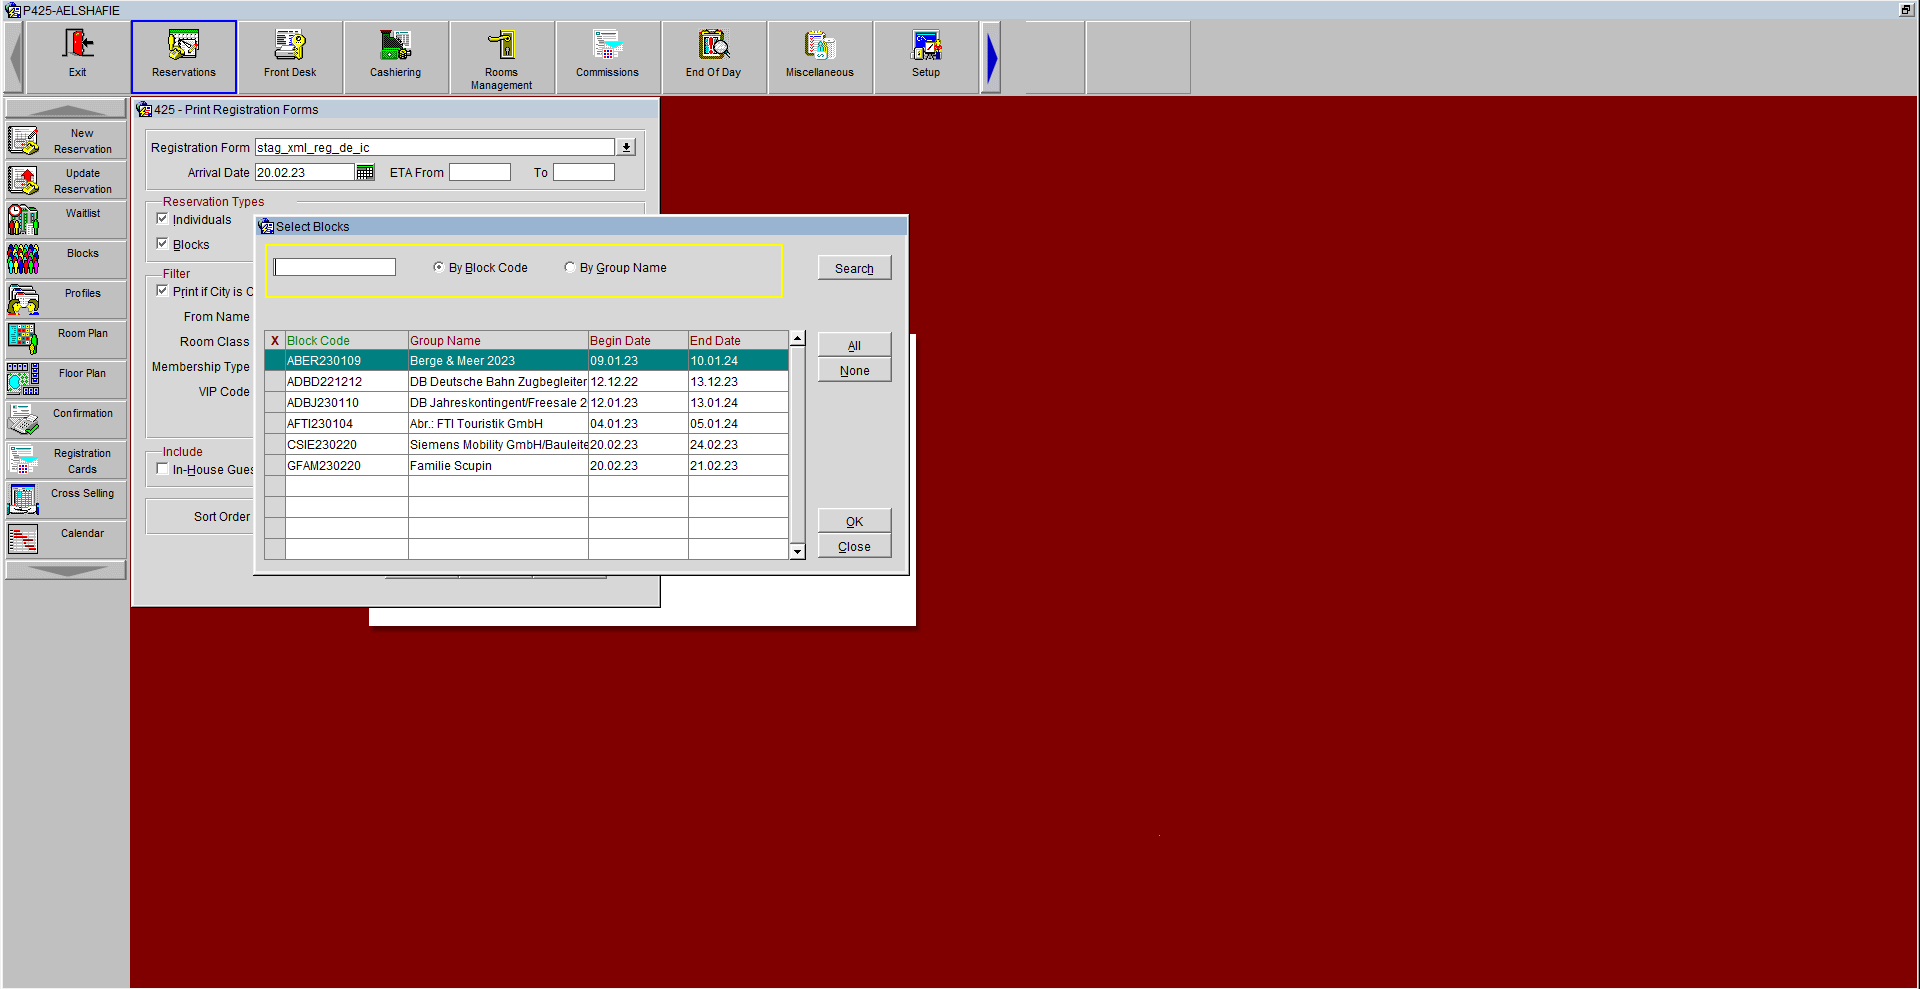 P425-AELSHAFIE
Exit
Reservations
Front Desk
Cashiering
Rooms
Management
Commissions
End Of Day
Miscellaneous
Setup
New
Reservation
Update
Reservation
Waitlist
Blocks
Profiles
Room Plan
Floor Plan
Confirmation
Registration
Cards
Cross Selling
Calendar
425 - Print Registration Forms
Registration Form stag_xml_reg_de_ic
Arrival Date 20.02.23 ETA From To
Reservation Types
Individuals
Blocks
Filter
Print if City is
From Name
Room Class
Membership Type
VIP Code
Include
In-House
Sort Order
Select Blocks
By Block Code By Group Name Search
X Block Code Group Name Begin Date End Date
ABER230109 Berge & Meer 2023 09.01.23 10.01.24
ADBD221212 DB Deutsche Bahn Zugbegleiter 12.12.22 13.12.23
ADBJ230110 DB Jahreskontingent/Freesale 2 12.01.23 13.01.24
AFTI230104 Abr.: FTI Touristik GmbH 04.01.23 05.01.24
CSIE230220 Siemens Mobility GmbH/Bauleite 20.02.23 24.02.23
GFAM230220 Familie Scupin 20.02.23 21.02.23
All
None
OK
Close